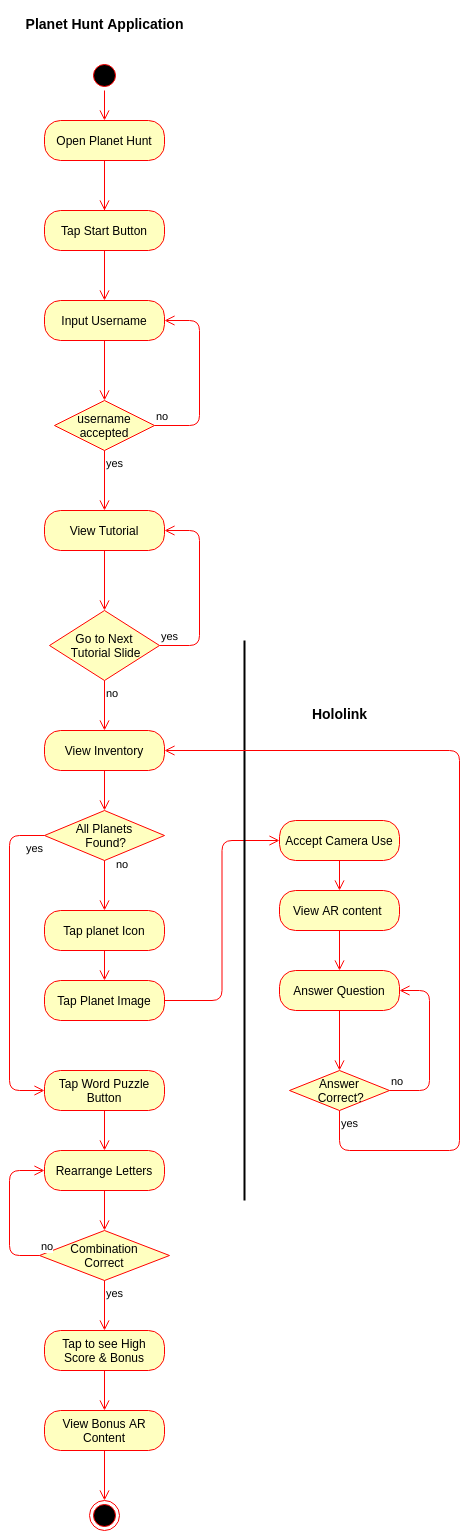 Planet Hunt Application
Open Planet Hunt
Tap Start Button
Input Username
username
accepted
no
yes
View Tutorial
Go to Next
Tutorial Slide
yes
no
View Inventory
All Planets
Found?
yes
no
Tap planet Icon
Tap Planet Image
Hololink
Accept Camera Use
View AR content
Answer Question
Answer
Correct?
no
yes
Tap Word Puzzle
Button
Rearrange Letters
Combination
Correct
no
yes
Tap to see High
Score & Bonus
View Bonus AR
Content